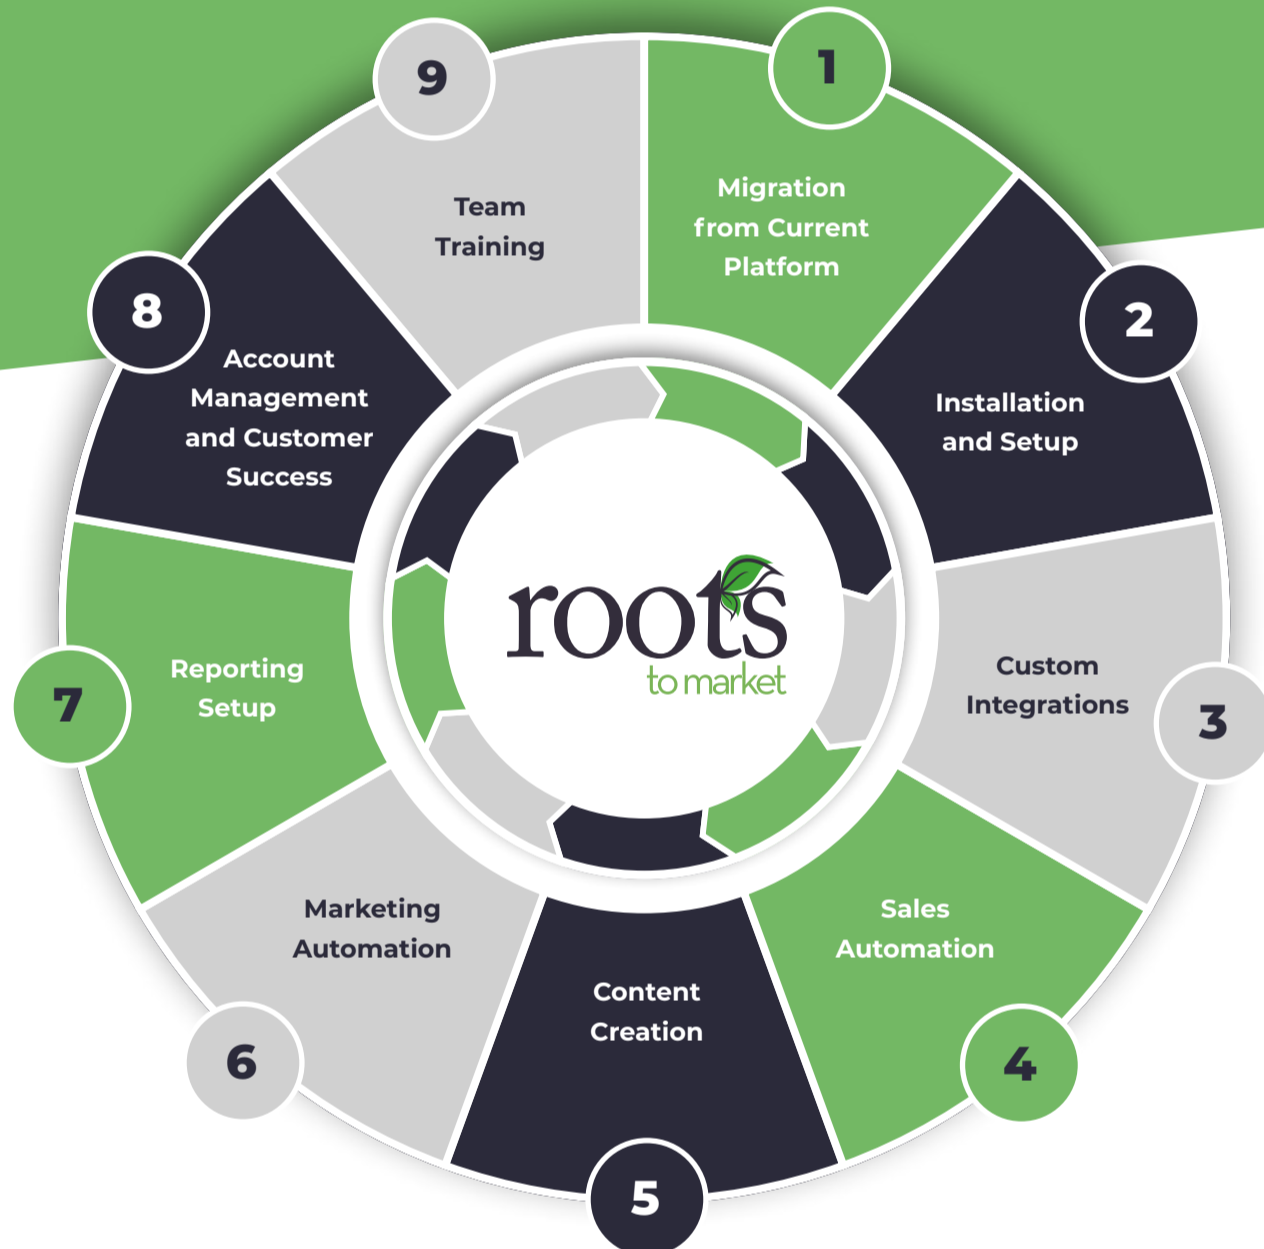 1
Migration
from Current
Platform
2
Installation
and Setup
3
Custom
Integrations
4
Sales
Automation
5
Content
Creation
6
Marketing
Automation
7
Reporting
Setup
8
Account
Management
and Customer
Success
9
Team
Training
roots
to market